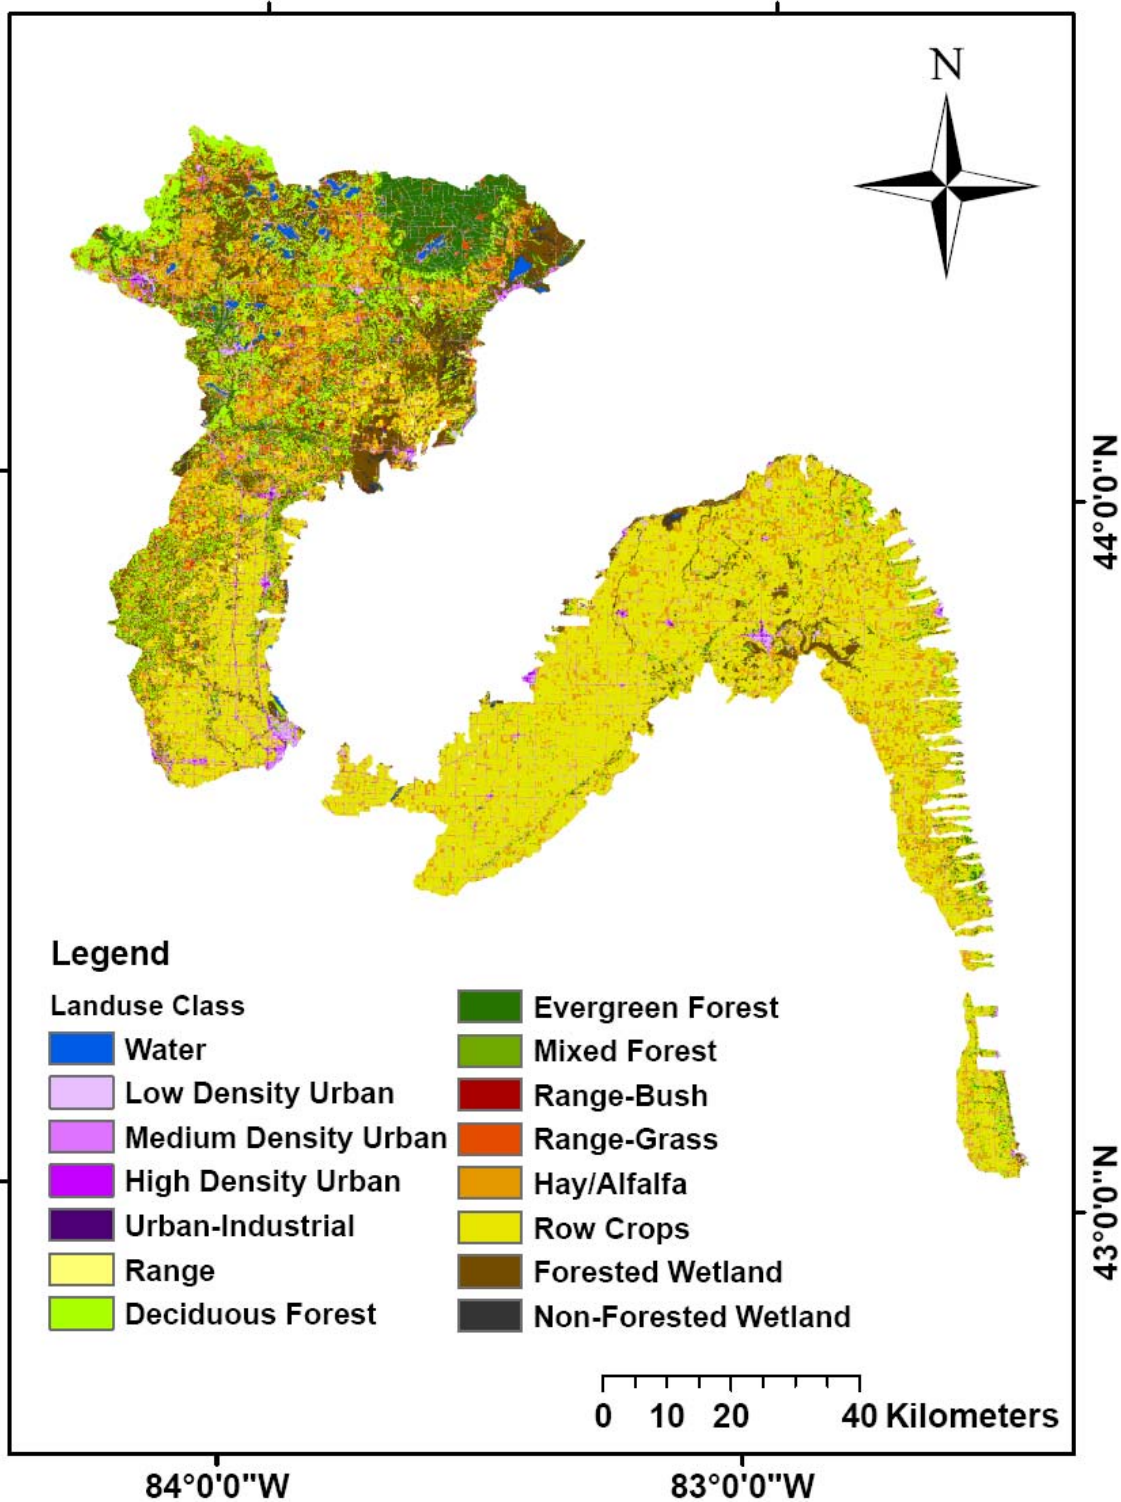 N
44°0'0"N
43°0'0"N
Legend
Landuse Class
Water
Low Density Urban
Medium Density Urban
High Density Urban
Urban-Industrial
Range
Deciduous Forest
Evergreen Forest
Mixed Forest
Range-Bush
Range-Grass
Hay/Alfalfa
Row Crops
Forested Wetland
Non-Forested Wetland
0 10 20 40 Kilometers
84°0'0"W 83°0'0"W